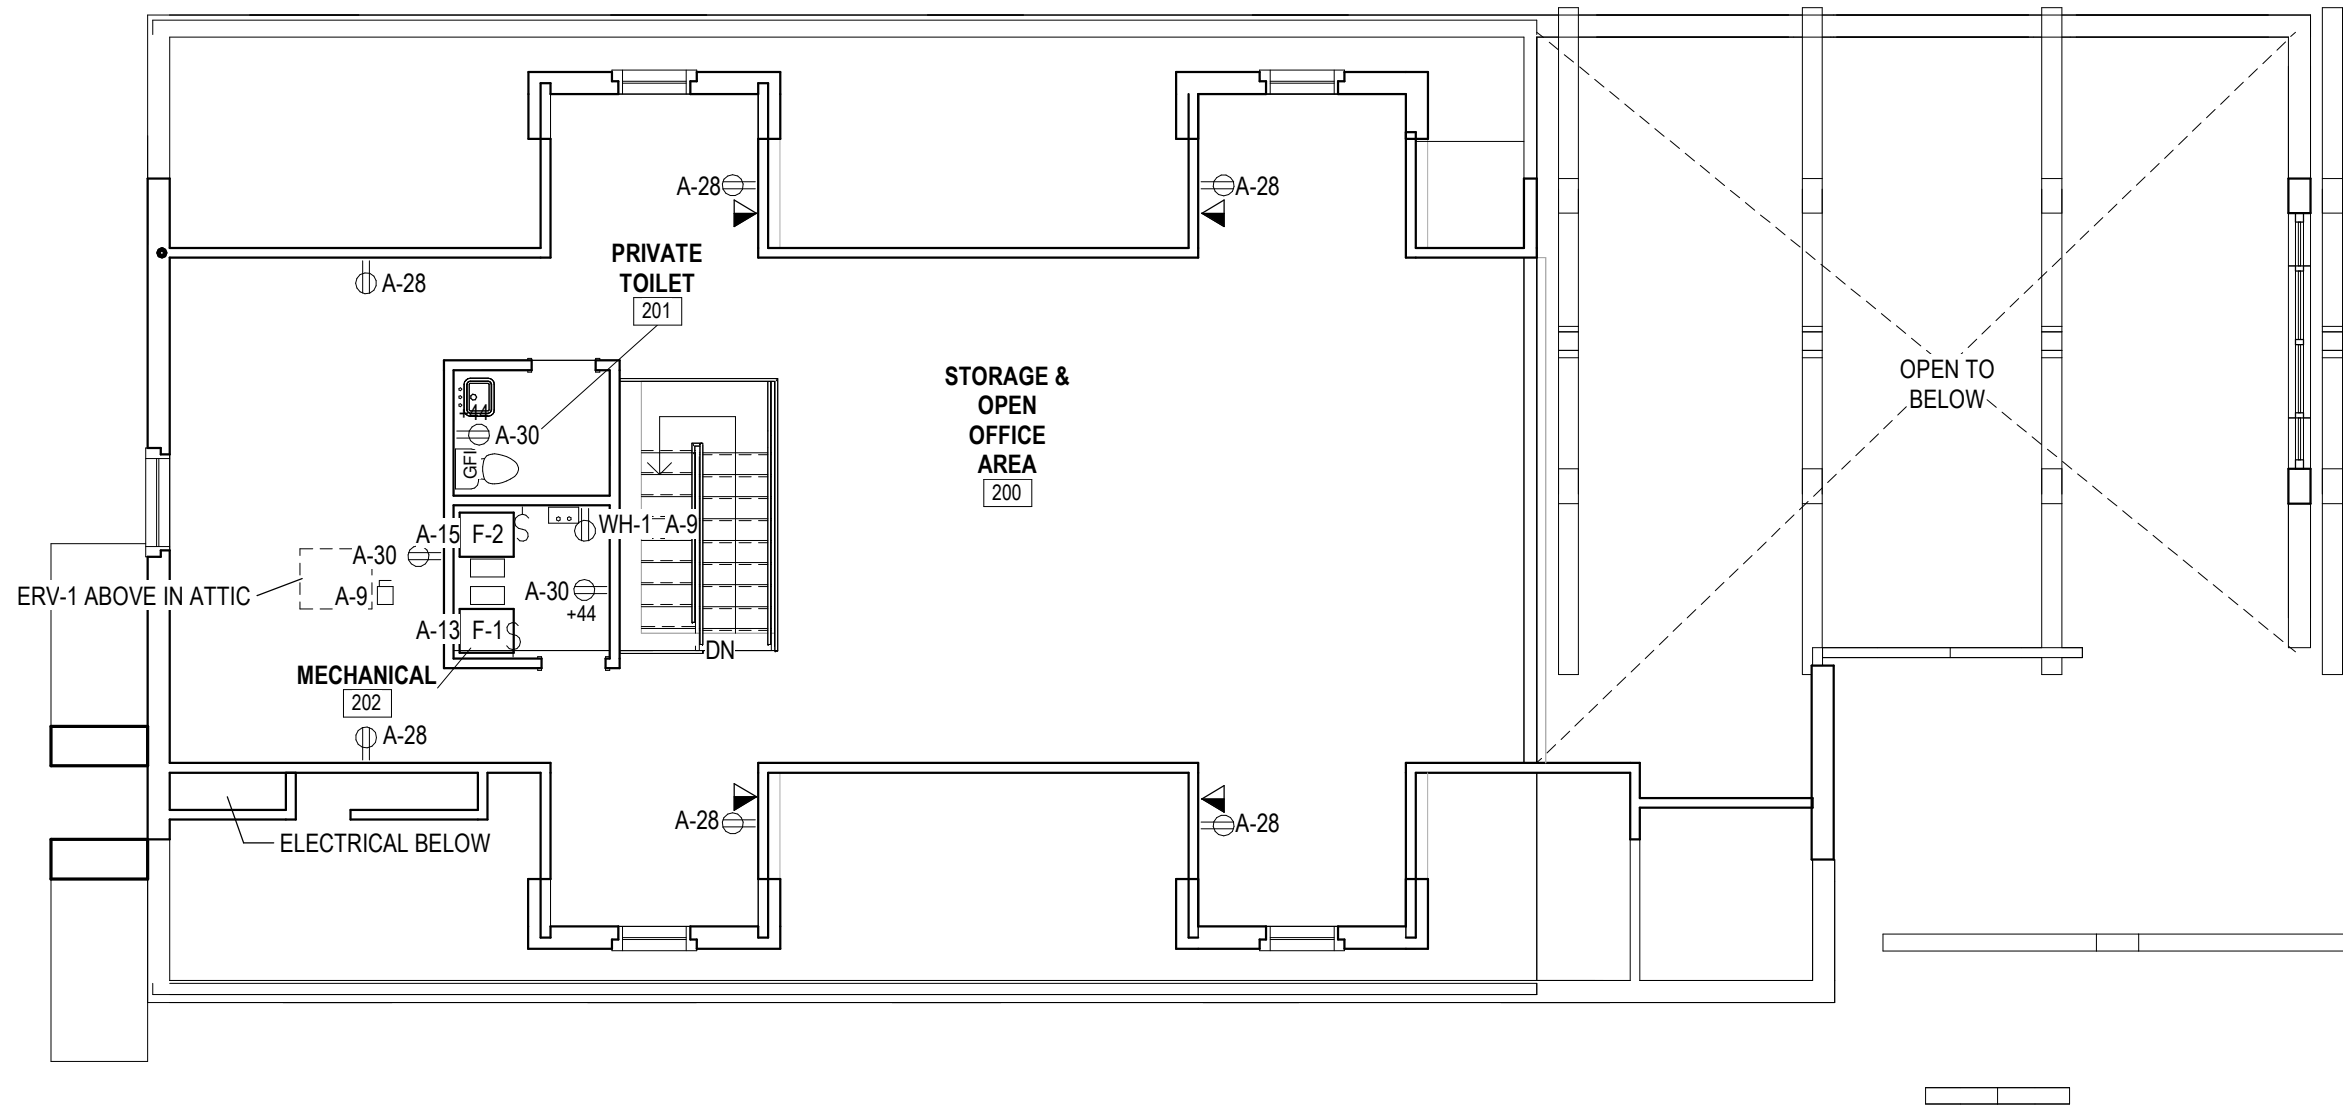 A-28
A-28
PRIVATE
TOILET
201
A-28
STORAGE &
OPEN
OFFICE
AREA
200
OPEN TO
BELOW
+44
A-30
GFI
A-15
F-2
S
WH-1
A-9
A-30
ERV-1 ABOVE IN ATTIC
A-9
A-30
+44
A-13
F-1
S
DN
MECHANICAL
202
A-28
A-28
A-28
ELECTRICAL BELOW